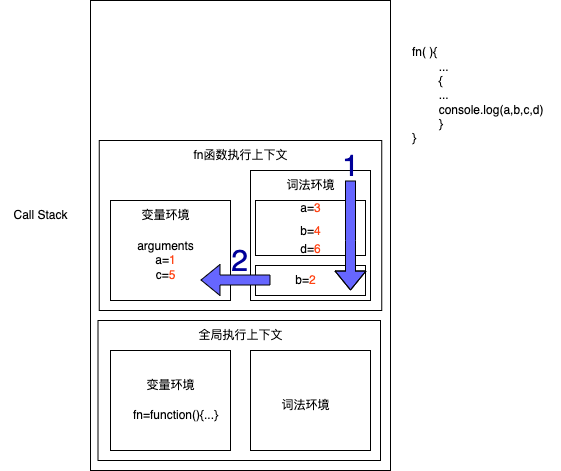 fn( ){
...
{
...
console.log(a,b,c,d)
}
}
Call Stack
fn函数执行上下文
1
词法环境
a=3
b=4
d=6
b=2
2
变量环境
arguments
a=1
c=5
全局执行上下文
变量环境
fn=function(){...}
词法环境